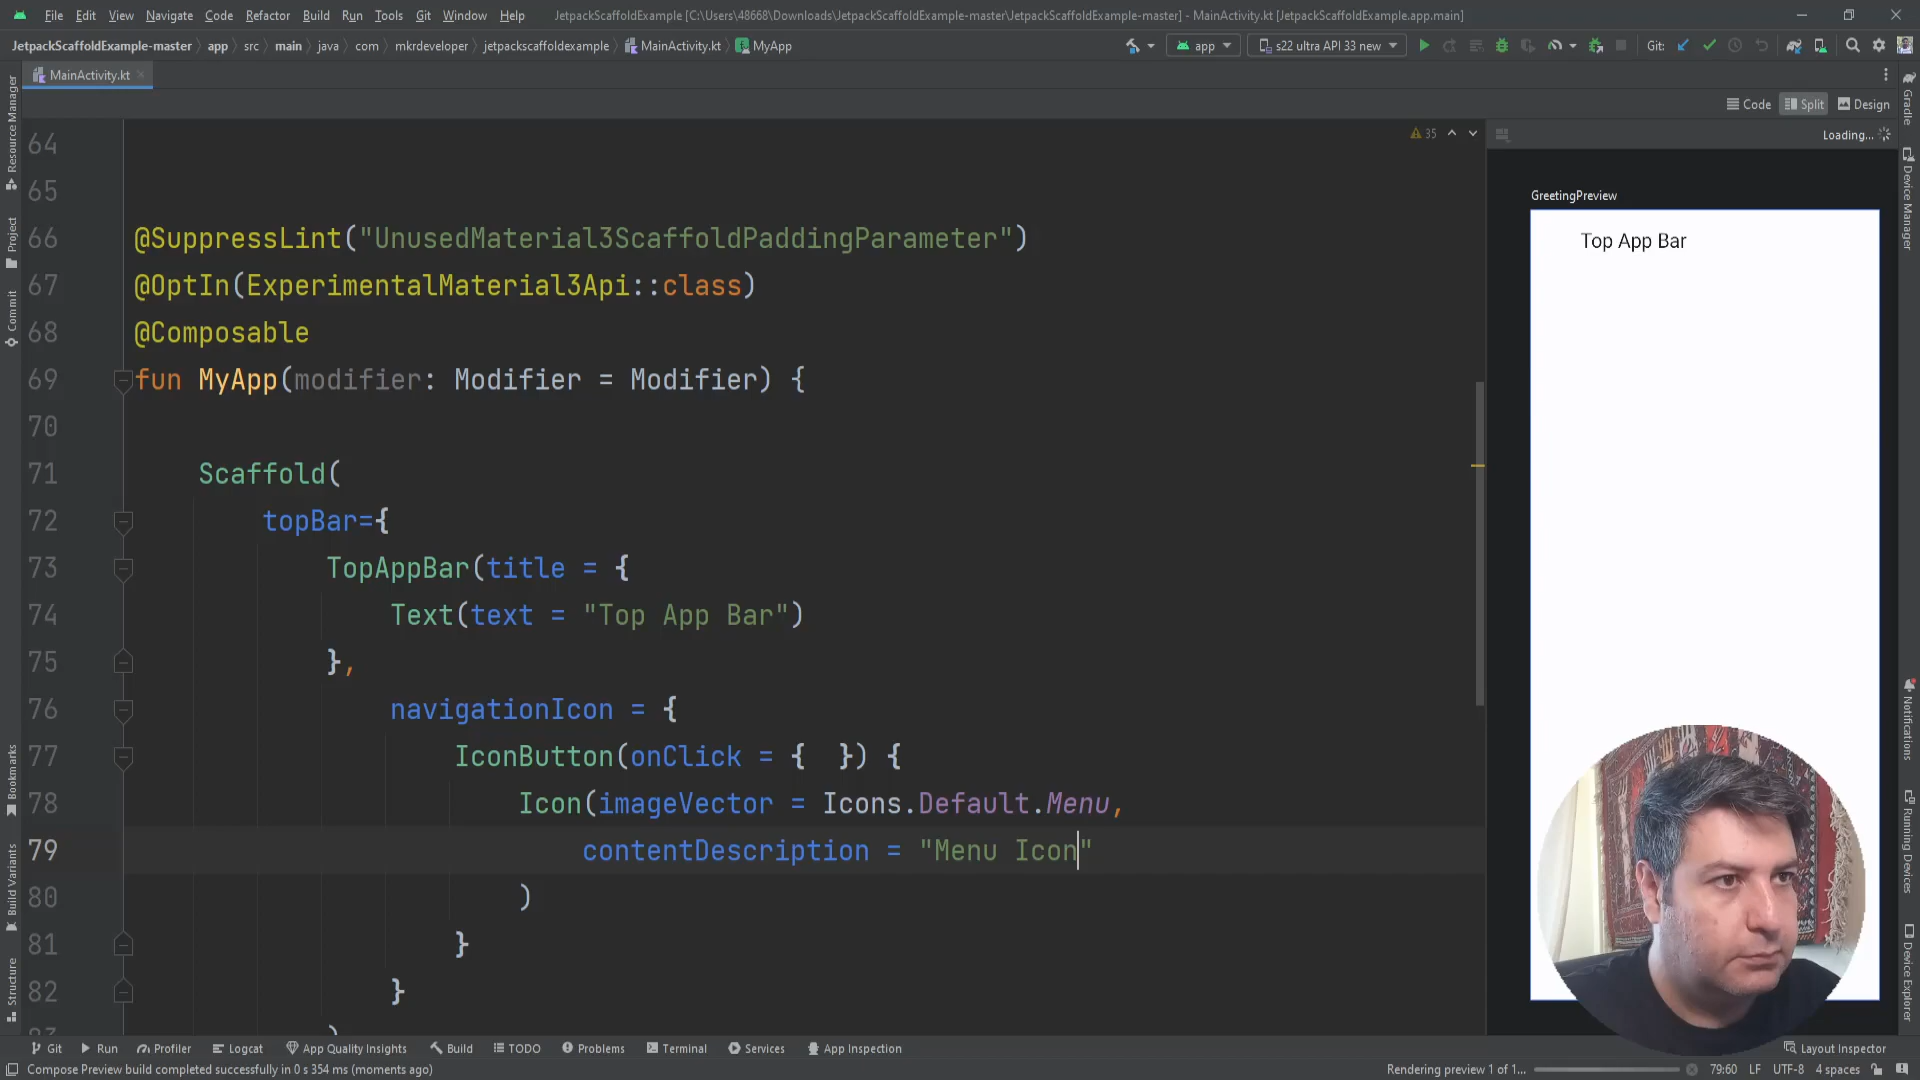 File Edit View Navigate Code Refactor Build Run Tools Git Window Help JetpackScaffoldExample [C:\Users\48668\Downloads\JetpackScaffoldExample-master\JetpackScaffoldExample-master] - MainActivity.kt [JetpackScaffoldExample.app.main]
JetpackScaffoldExample-master app src main java com mkrdeveloper jetpackscaffoldexample MainActivity.kt MyApp app s22 ultra API 33 new Git:
MainActivity.kt
Code Split Design
35 Loading...
GreetingPreview
Top App Bar
64
65
66 @SuppressLint("UnusedMaterial3ScaffoldPaddingParameter")
67 @OptIn(ExperimentalMaterial3Api::class)
68 @Composable
69 fun MyApp(modifier: Modifier = Modifier) {
70
71 Scaffold(
72 topBar={
73 TopAppBar(title = {
74 Text(text = "Top App Bar")
75 },
76 navigationIcon = {
77 IconButton(onClick = {  }) {
78 Icon(imageVector = Icons.Default.Menu,
79 contentDescription = "Menu Icon"
80 )
81 }
82 }
83 )
Resource Manager
Project
Commit
Bookmarks
Build Variants
Structure
Gradle
Device Manager
Notifications
Running Devices
Device Explorer
Git Run Profiler Logcat App Quality Insights Build TODO Problems Terminal Services App Inspection Layout Inspector
Compose Preview build completed successfully in 0 s 354 ms (moments ago) Rendering preview 1 of 1... 79:60 LF UTF-8 4 spaces